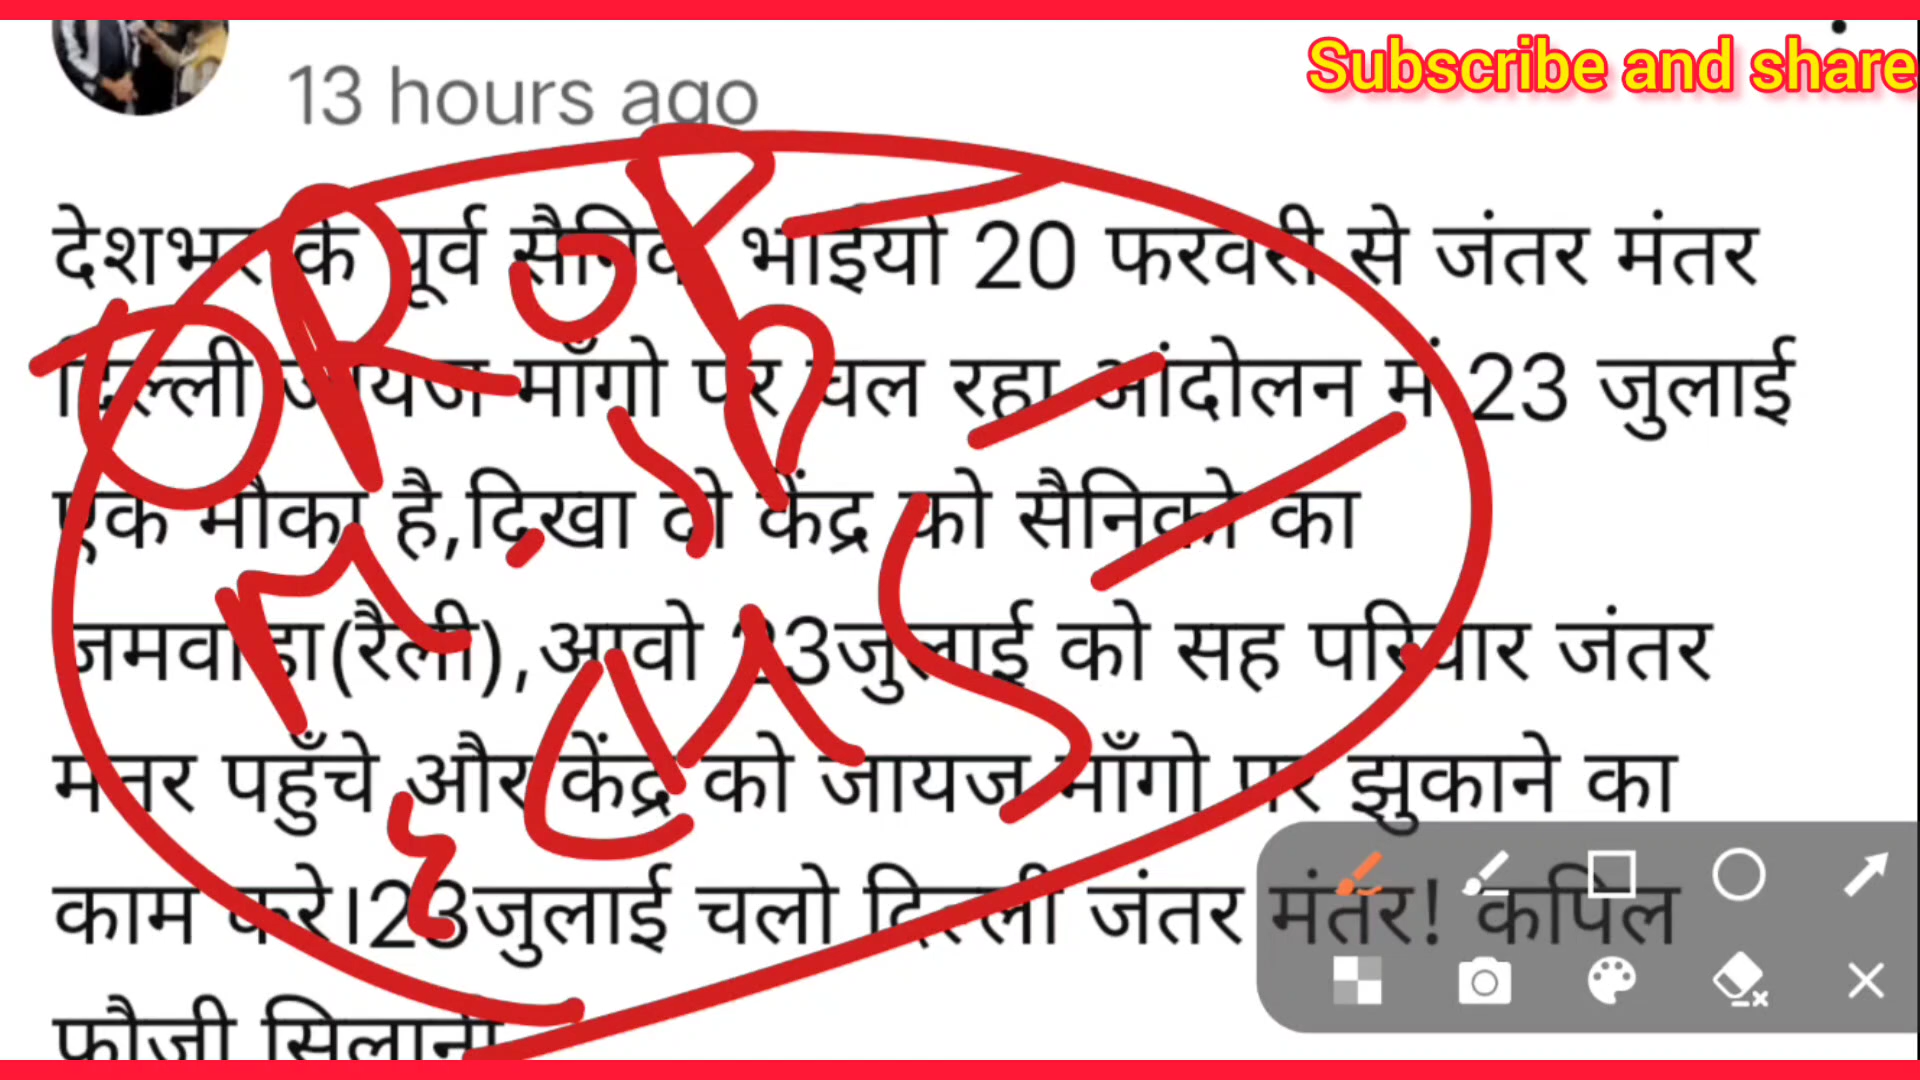 Subscribe and share
13 hours ago
देशभर के पूर्व सैनिक भाईयो 20 फरवरी से जंतर मंतर
दिल्ली जायज माँगो पर चल रहा आंदोलन में 23 जुलाई
एक मौका है,दिखा दो केंद्र को सैनिको का
जमवाडा(रैली),आवो 23जुलाई को सह परिवार जंतर
मंतर पहुँचे और केंद्र को जायज माँगो पर झुकाने का
काम करे।23जुलाई चलो दिल्ली जंतर मंतर! कपिल
फौजी सिलानी
OROP